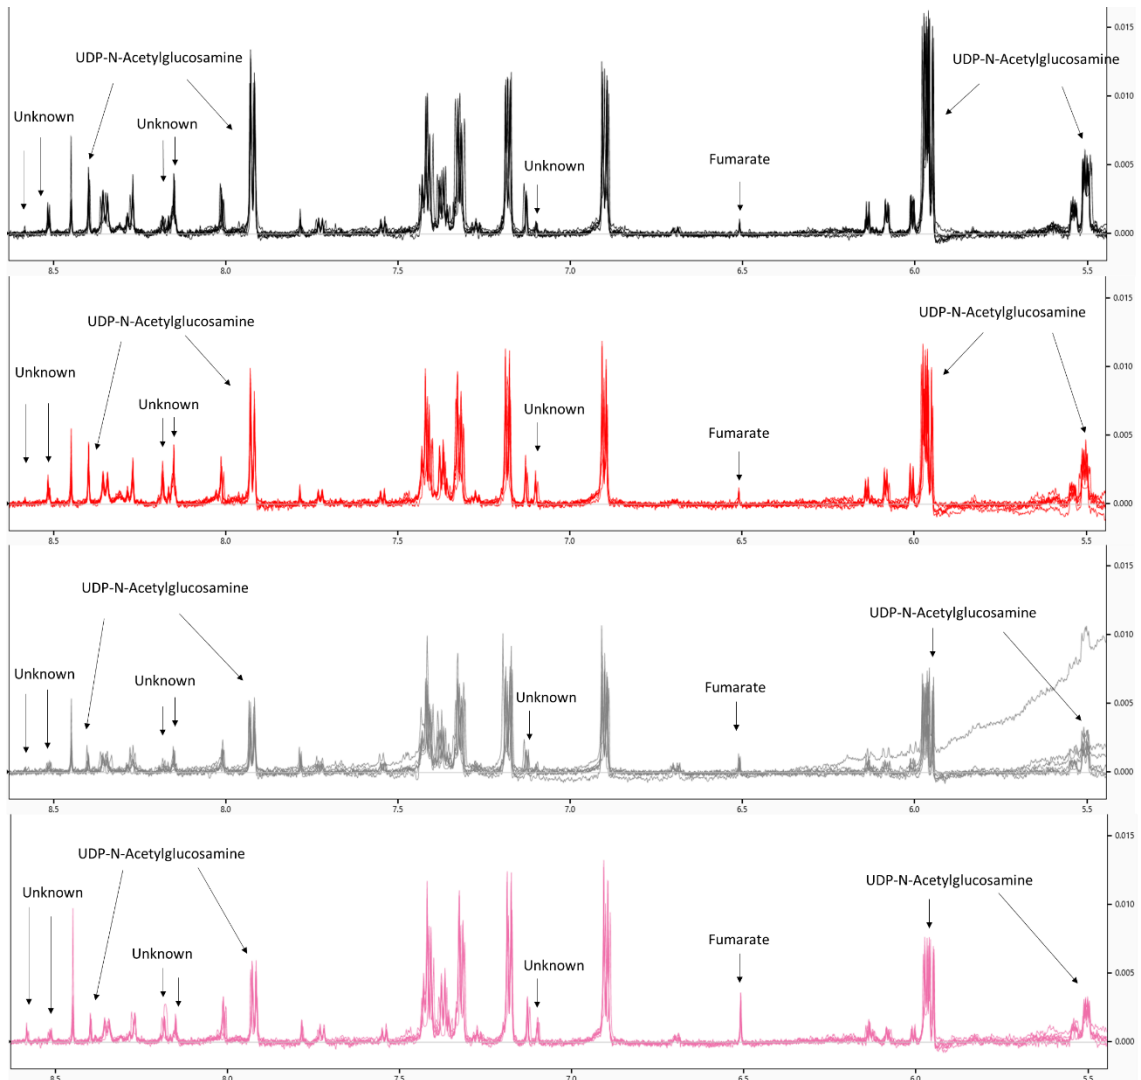 0.015
UDP-N-Acetylglucosamine
UDP-N-Acetylglucosamine
Unknown
Unknown
0.010
Fumarate
Unknown
0.005
0.000
8.5 8.0 7.5 7.0 6.5 6.0 5.5
0.015
UDP-N-Acetylglucosamine
UDP-N-Acetylglucosamine
Unknown
0.010
Unknown
Unknown
Fumarate
0.005
0.000
8.5 8.0 7.5 7.0 6.5 6.0 5.5
0.015
UDP-N-Acetylglucosamine
UDP-N-Acetylglucosamine
0.010
Unknown
Unknown
Fumarate
Unknown
0.005
0.000
8.5 8.0 7.5 7.0 6.5 6.0 5.5
0.015
UDP-N-Acetylglucosamine
UDP-N-Acetylglucosamine
Unknown
0.010
Unknown
Fumarate
Unknown
0.005
0.000
8.5 8.0 7.5 7.0 6.5 6.0 5.5